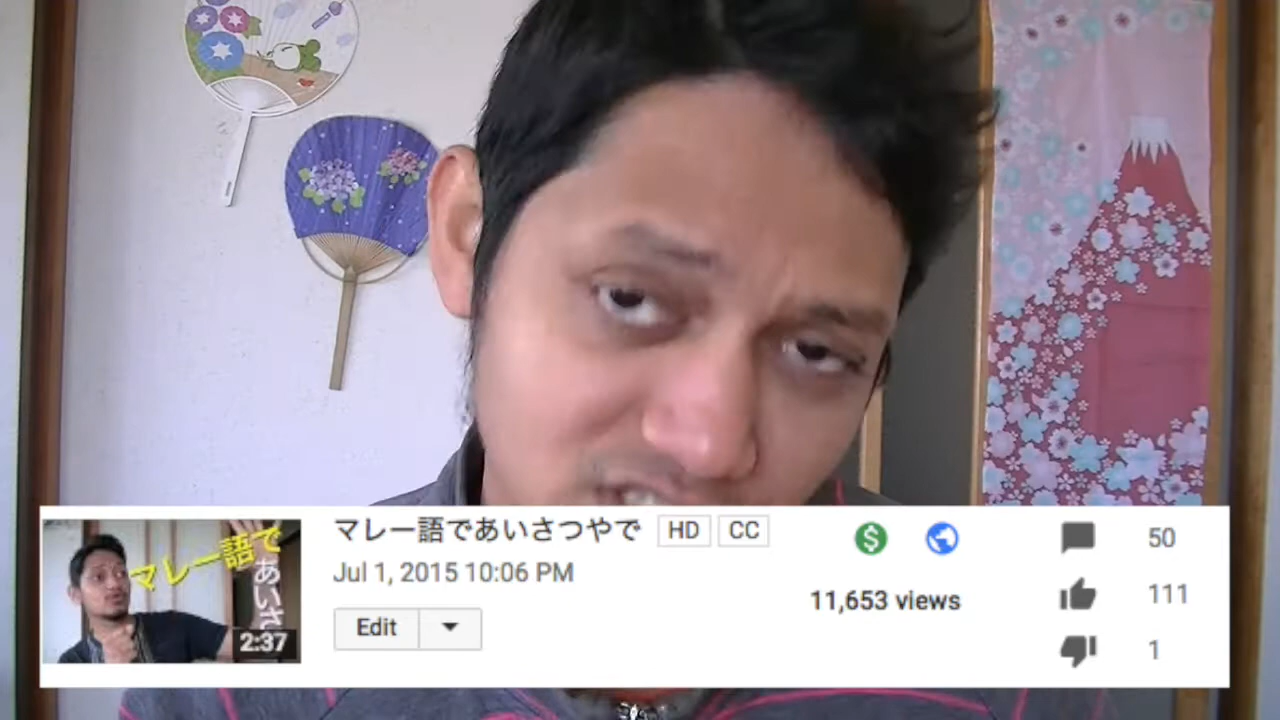 マレー語であいさつやで HD CC
Jul 1, 2015 10:06 PM
Edit
マレー語で
あいさ
2:37
11,653 views
50
111
1